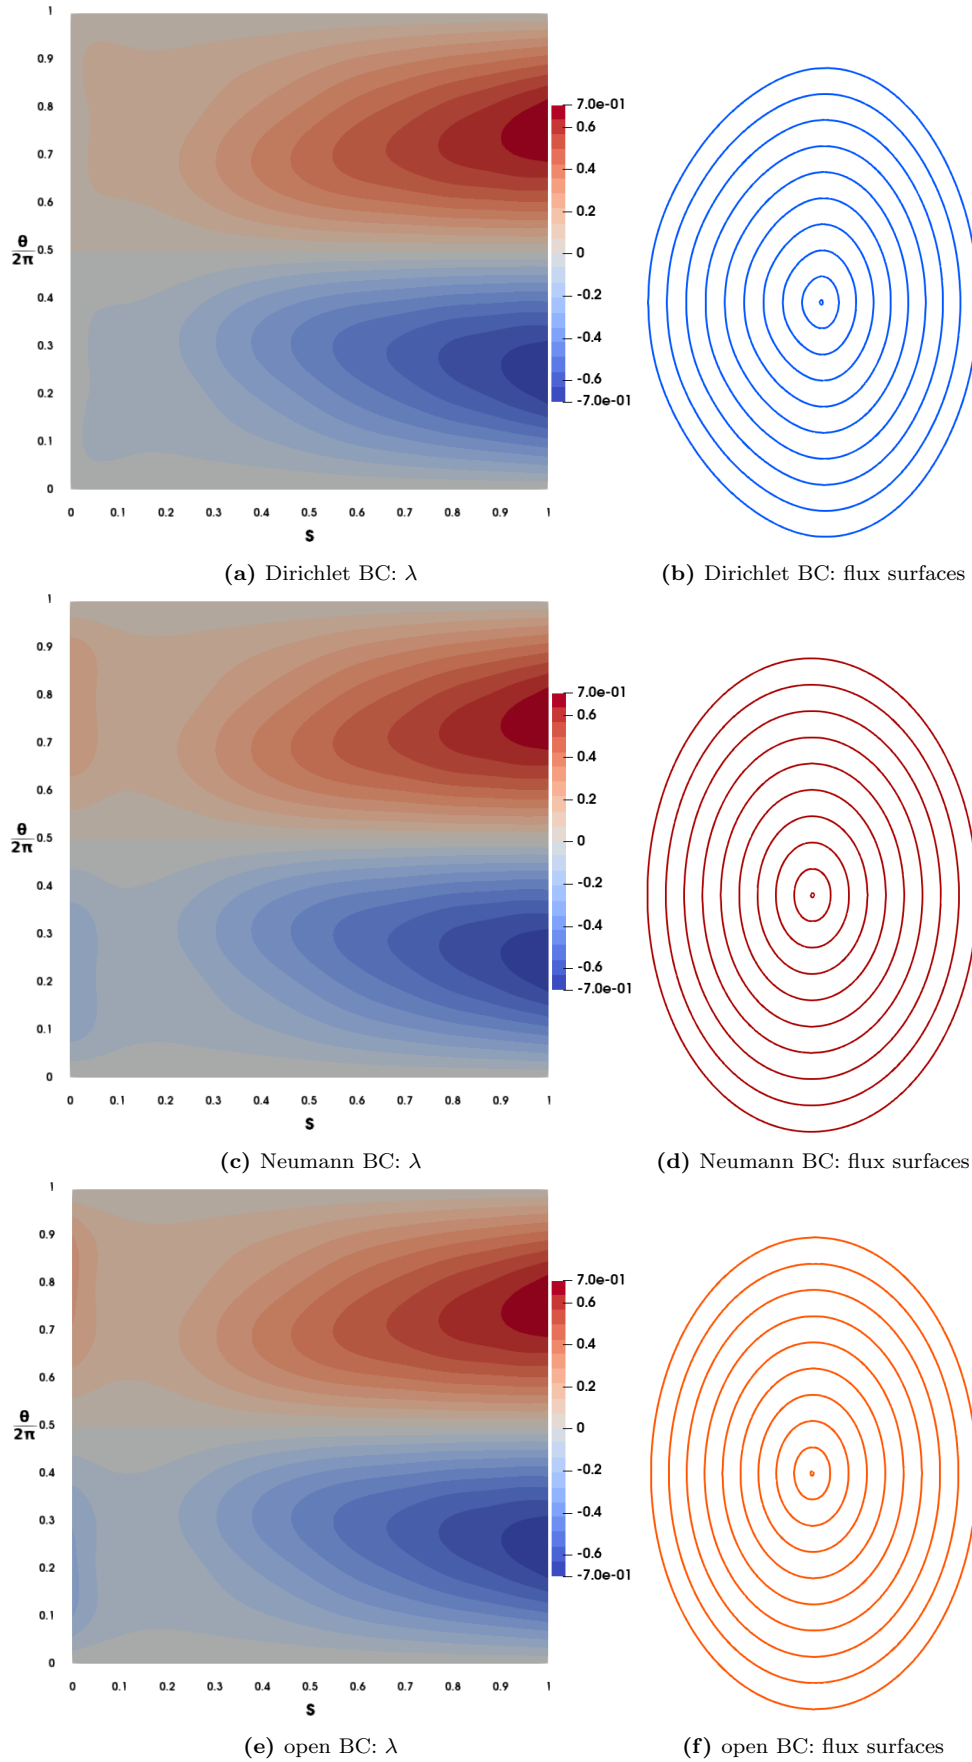 1
0.9
0.8
0.7
0.6
θ
2π
0.5
0.4
0.3
0.2
0.1
0
0 0.1 0.2 0.3 0.4 0.5 0.6 0.7 0.8 0.9 1
S
7.0e-01
0.6
0.4
0.2
0
-0.2
-0.4
-0.6
-7.0e-01
(a) Dirichlet BC: λ
(b) Dirichlet BC: flux surfaces
1
0.9
0.8
0.7
0.6
θ
2π
0.5
0.4
0.3
0.2
0.1
0
0 0.1 0.2 0.3 0.4 0.5 0.6 0.7 0.8 0.9 1
S
7.0e-01
0.6
0.4
0.2
0
-0.2
-0.4
-0.6
-7.0e-01
(c) Neumann BC: λ
(d) Neumann BC: flux surfaces
1
0.9
0.8
0.7
0.6
θ
2π
0.5
0.4
0.3
0.2
0.1
0
0 0.1 0.2 0.3 0.4 0.5 0.6 0.7 0.8 0.9 1
S
7.0e-01
0.6
0.4
0.2
0
-0.2
-0.4
-0.6
-7.0e-01
(e) open BC: λ
(f) open BC: flux surfaces